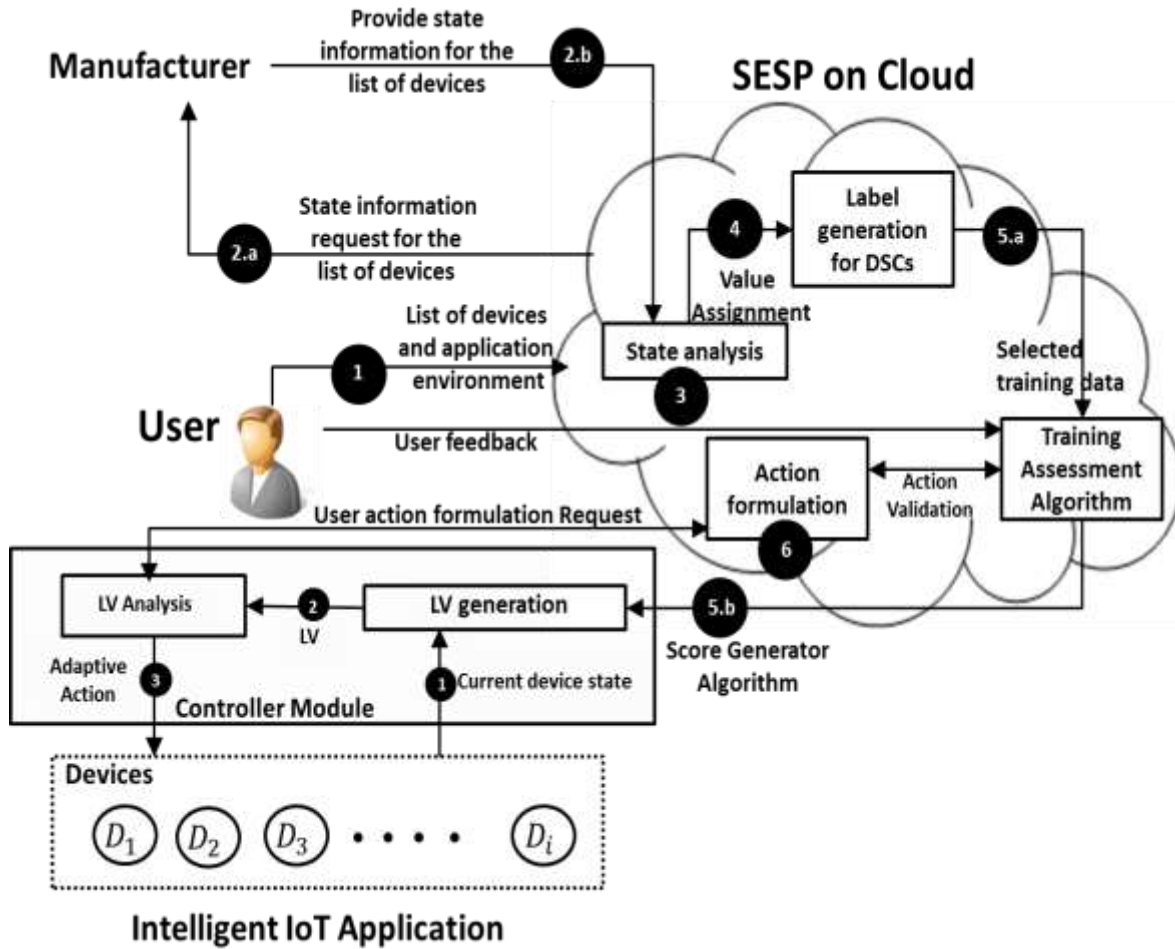 Provide state
information for the
list of devices
2.b
Manufacturer
SESP on Cloud
State information
request for the
list of devices
2.a
4
Value
Assignment
Label
generation
for DSCs
5.a
List of devices
and application
environment
1
State analysis
3
Selected
training data
User
User feedback
Training
Assessment
Algorithm
Action
formulation
6
Action
Validation
User action formulation Request
LV Analysis
2
LV
LV generation
5.b
Score Generator
Algorithm
Adaptive
Action
3
1
Current device state
Controller Module
Devices
D1 D2 D3 • • • • Di
Intelligent IoT Application